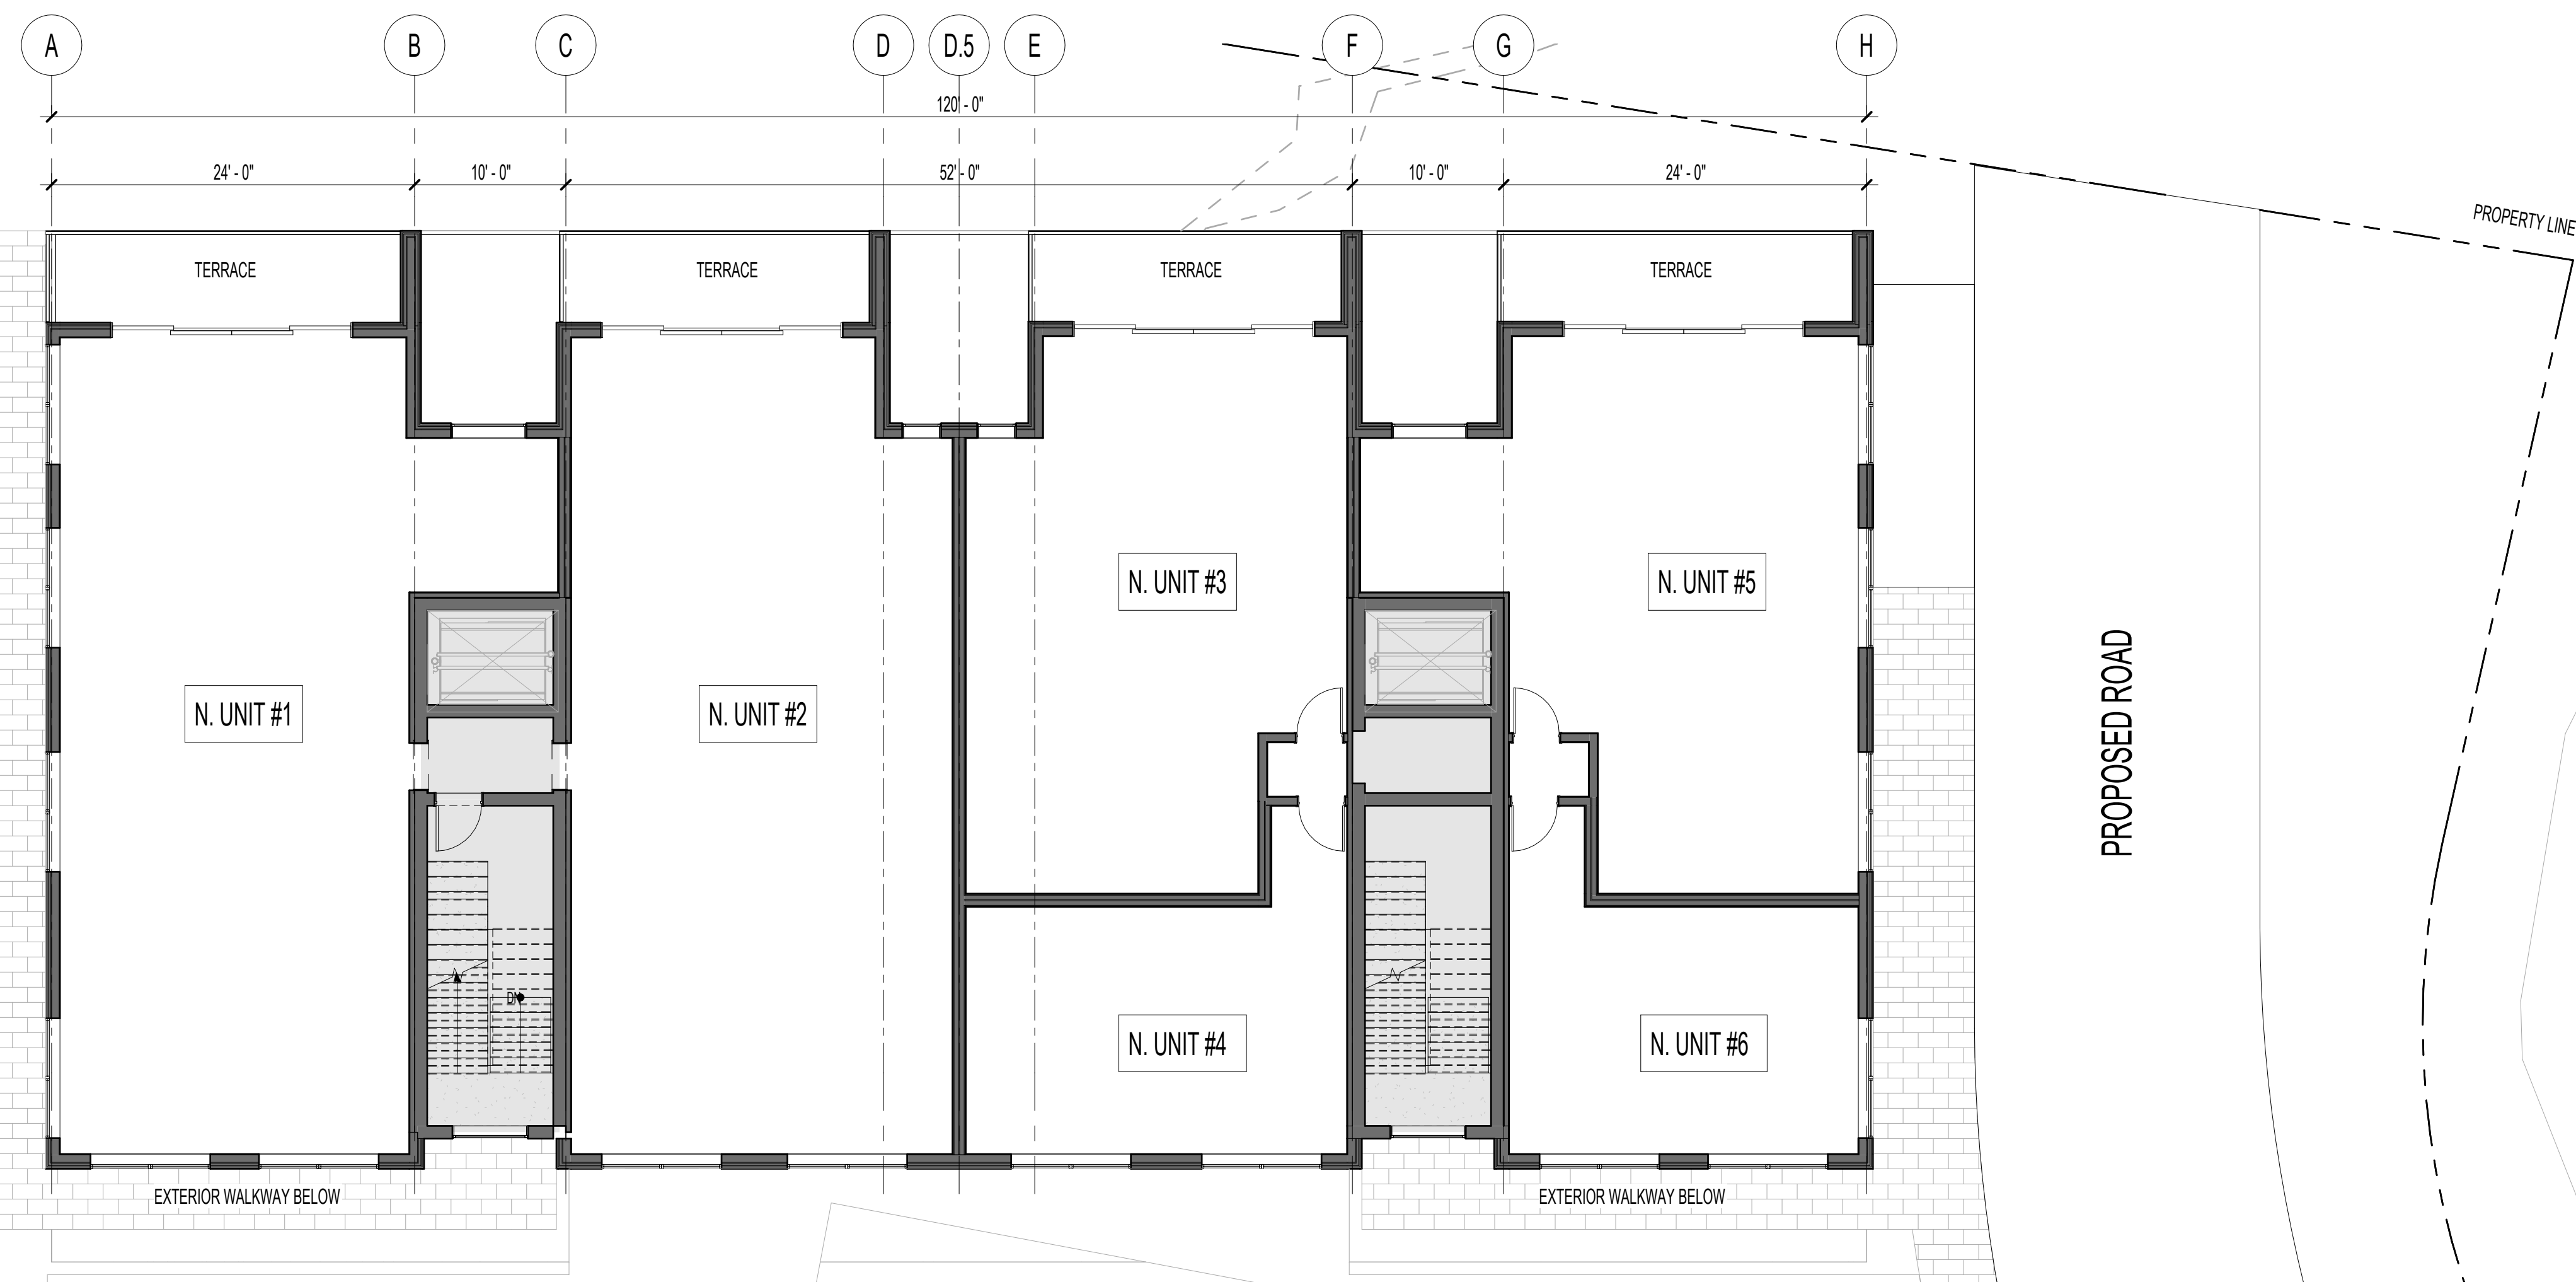 A
B
C
D
D.5
E
F
G
H
120' - 0"
24' - 0"
10' - 0"
52' - 0"
10' - 0"
24' - 0"
PROPERTY LINE
TERRACE
TERRACE
TERRACE
TERRACE
N. UNIT #3
N. UNIT #5
N. UNIT #1
N. UNIT #2
PROPOSED ROAD
DN
N. UNIT #4
N. UNIT #6
EXTERIOR WALKWAY BELOW
EXTERIOR WALKWAY BELOW